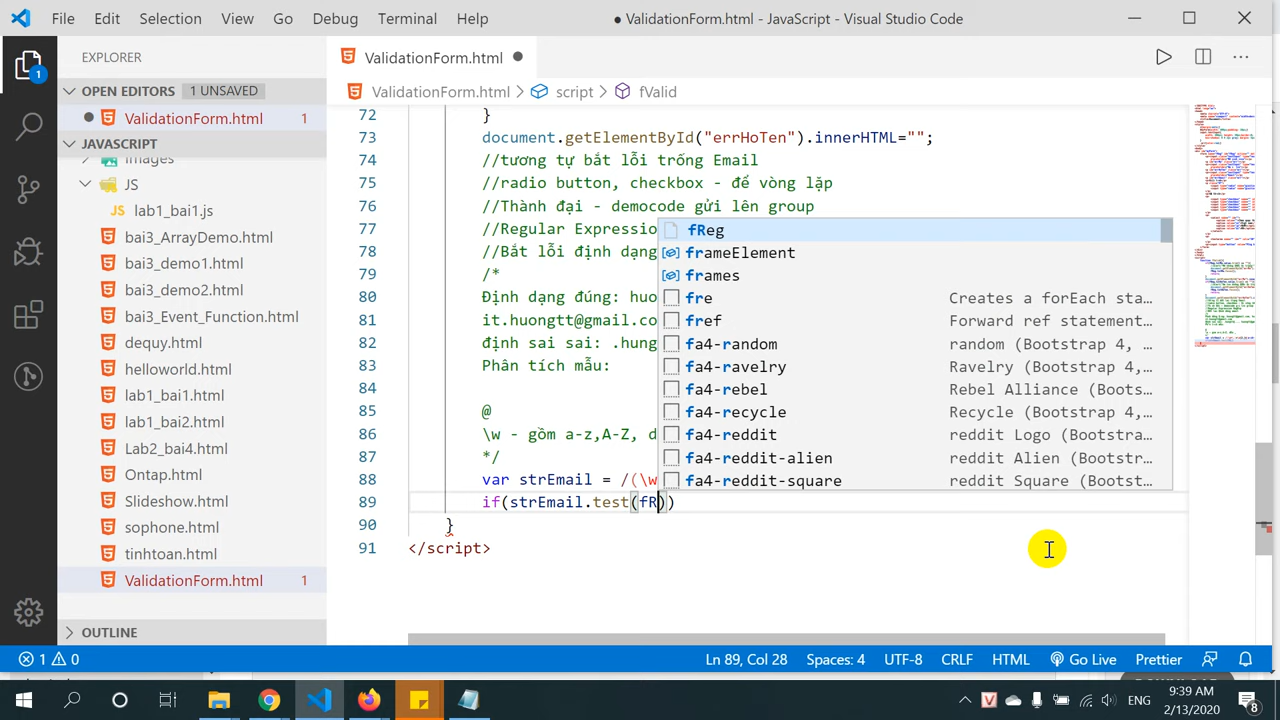 File Edit Selection View Go Debug Terminal Help
● ValidationForm.html - JavaScript - Visual Studio Code
1
EXPLORER
OPEN EDITORS 1 UNSAVED
ValidationForm.html 1
JAVASCRIPT
images
JS
lab1_bai1.js
bai3_ArrayDemo.html
bai3_demo1.html
bai3_demo2.html
bai3_Event_Function.html
dequy.html
helloworld.html
lab1_bai1.html
lab1_bai2.html
Lab2_bai4.html
Ontap.html
Slideshow.html
sophone.html
tinhtoan.html
ValidationForm.html 1
OUTLINE
ValidationForm.html ●
ValidationForm.html > script > fValid
72 }
73 document.getElementById("errHoTen").innerHTML="";
74 //tương tự bắt lỗi trống Email
75 //radio button, checkbox - để vòng lặp
76 //Thành đại - democode gửi lên group
77 //Regular Expressio
78 //Bắt lỗi định dạng
79 /*
80 Định dạng đúng: huo
81 it.huongtt@gmail.co
82 định sai sai: .hung
83 Phân tích mẫu:
84
85 @
86 \w - gồm a-z,A-Z, d
87 */
88 var strEmail = /(\w
89 if(strEmail.test(fR))
90 }
91 </script>
fReg
frameElement
frames
fre Creates a forEach sta…
fref Forward ref statement…
fa4-random random (Bootstrap 4, …
fa4-ravelry Ravelry (Bootstrap 4,…
fa4-rebel Rebel Alliance (Boots…
fa4-recycle Recycle (Bootstrap 4,…
fa4-reddit reddit Logo (Bootstra…
fa4-reddit-alien reddit Alien (Bootstr…
fa4-reddit-square reddit Square (Bootst…
1 0 Ln 89, Col 28 Spaces: 4 UTF-8 CRLF HTML Go Live Prettier
ENG 9:39 AM
2/13/2020 8